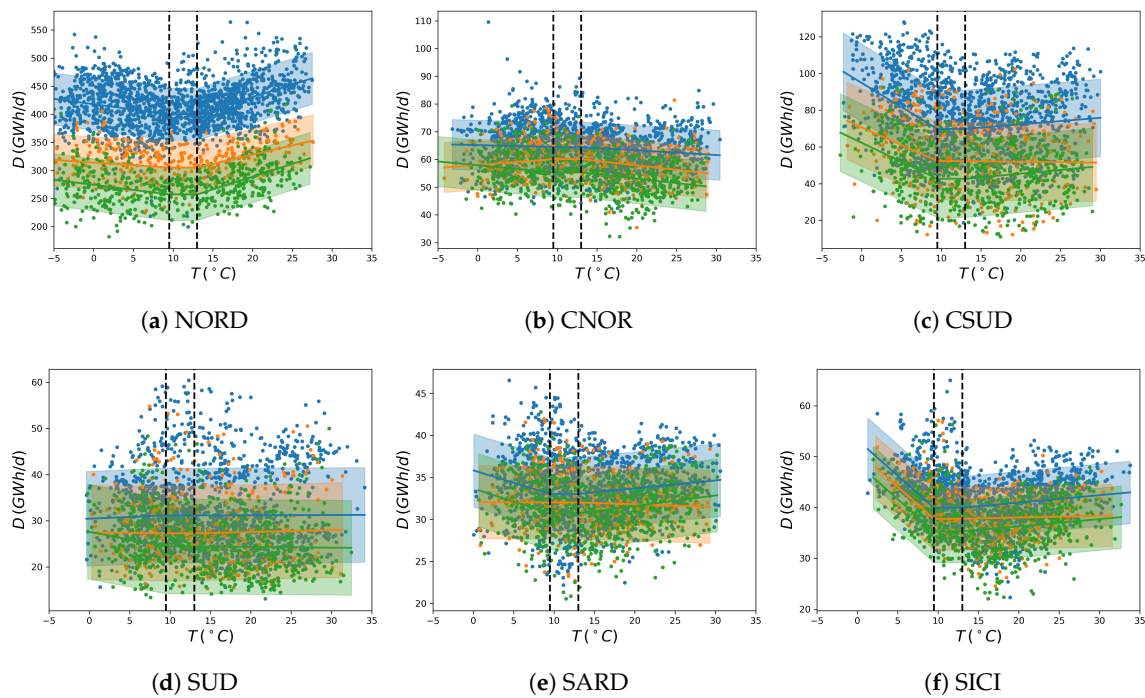 550
500
450
400
350
300
250
200
D (GWh/d)
−5 0 5 10 15 20 25 30 35
T (°C)
(a) NORD
110
100
90
80
70
60
50
40
30
D (GWh/d)
−5 0 5 10 15 20 25 30 35
T (°C)
(b) CNOR
120
100
80
60
40
20
D (GWh/d)
−5 0 5 10 15 20 25 30 35
T (°C)
(c) CSUD
60
50
40
30
20
D (GWh/d)
−5 0 5 10 15 20 25 30 35
T (°C)
(d) SUD
45
40
35
30
25
20
D (GWh/d)
−5 0 5 10 15 20 25 30 35
T (°C)
(e) SARD
60
50
40
30
20
D (GWh/d)
−5 0 5 10 15 20 25 30 35
T (°C)
(f) SICI